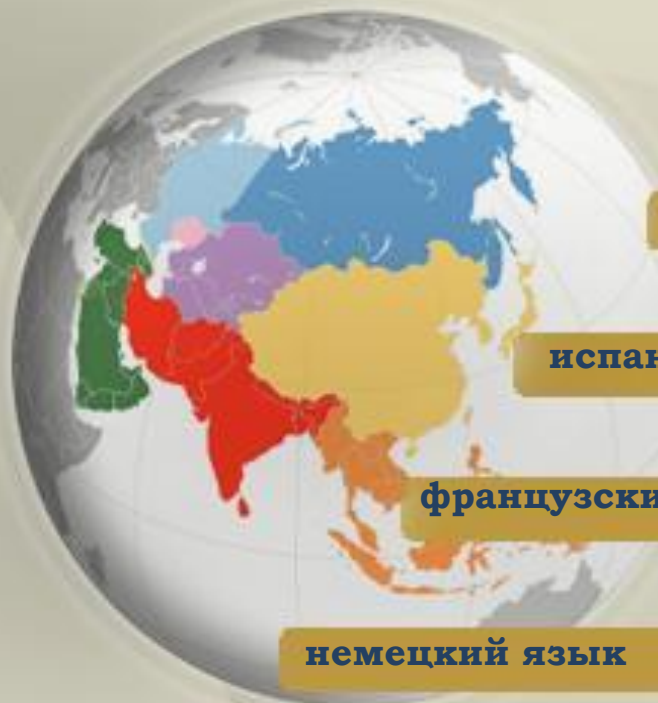 испан
французски
немецкий язык